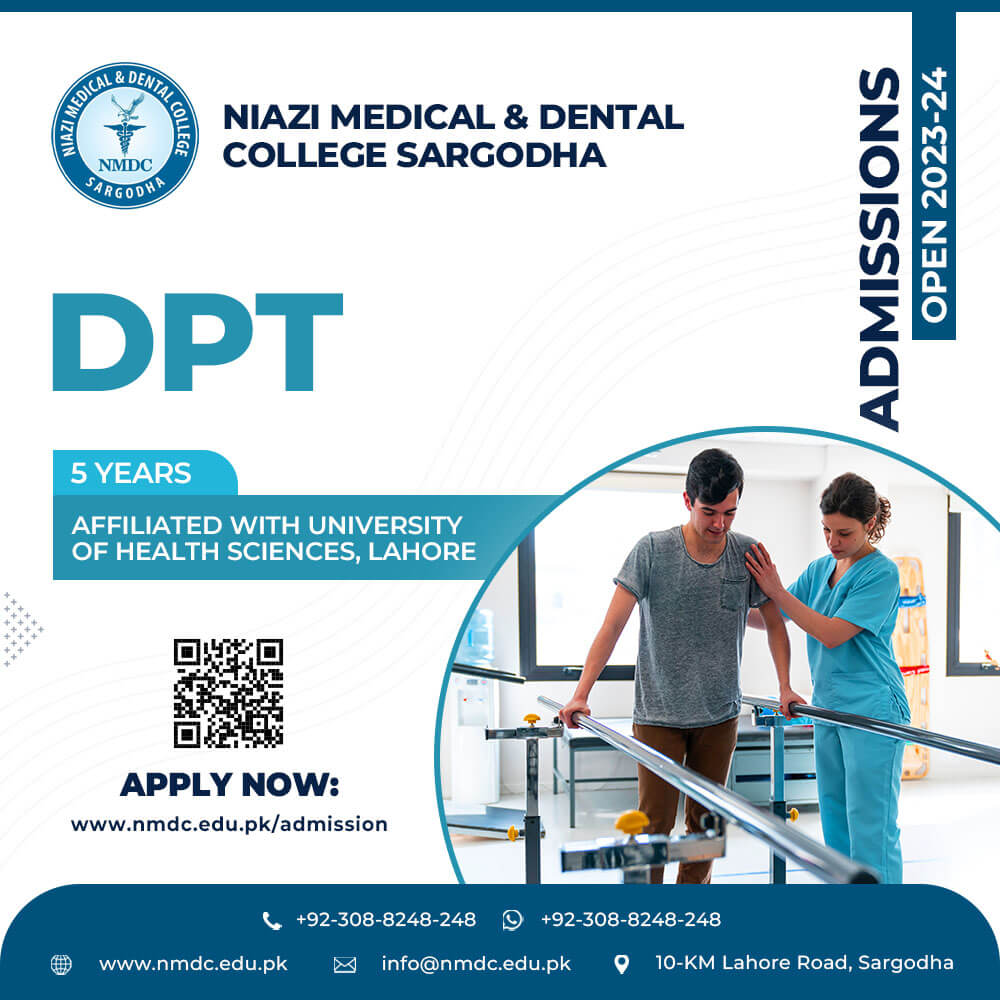 NIAZI MEDICAL & DENTAL COLLEGE
NMDC
SARGODHA
NIAZI MEDICAL & DENTAL
COLLEGE SARGODHA
ADMISSIONS
OPEN 2023-24
DPT
5 YEARS
AFFILIATED WITH UNIVERSITY
OF HEALTH SCIENCES, LAHORE
APPLY NOW:
www.nmdc.edu.pk/admission
+92-308-8248-248 +92-308-8248-248
www.nmdc.edu.pk info@nmdc.edu.pk 10-KM Lahore Road, Sargodha